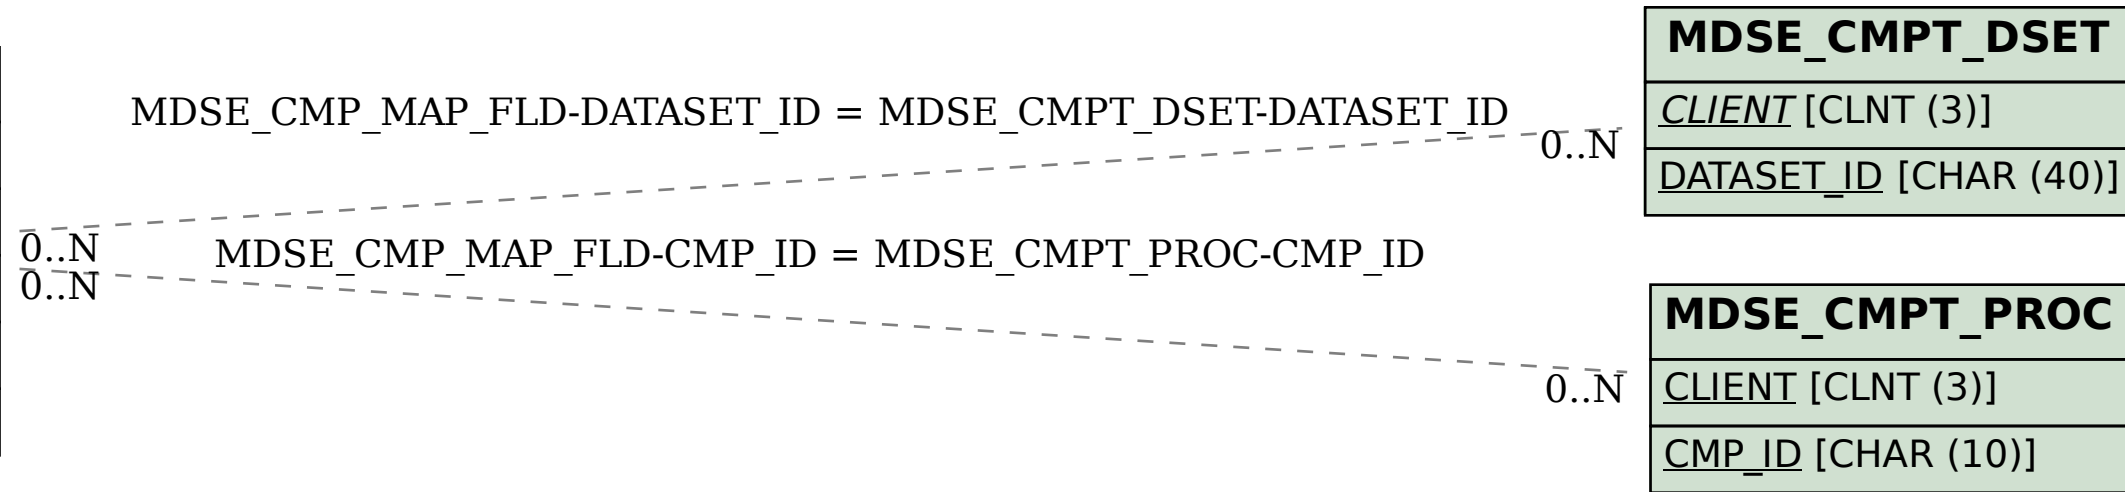 MDSE_CMPT_DSET
MDSE_CMP_MAP_FLD-DATASET_ID = MDSE_CMPT_DSET-DATASET_ID
CLIENT [CLNT (3)]
0..N
DATASET_ID [CHAR (40)]
0..N
MDSE_CMP_MAP_FLD-CMP_ID = MDSE_CMPT_PROC-CMP_ID
0..N
MDSE_CMPT_PROC
0..N
CLIENT [CLNT (3)]
CMP_ID [CHAR (10)]